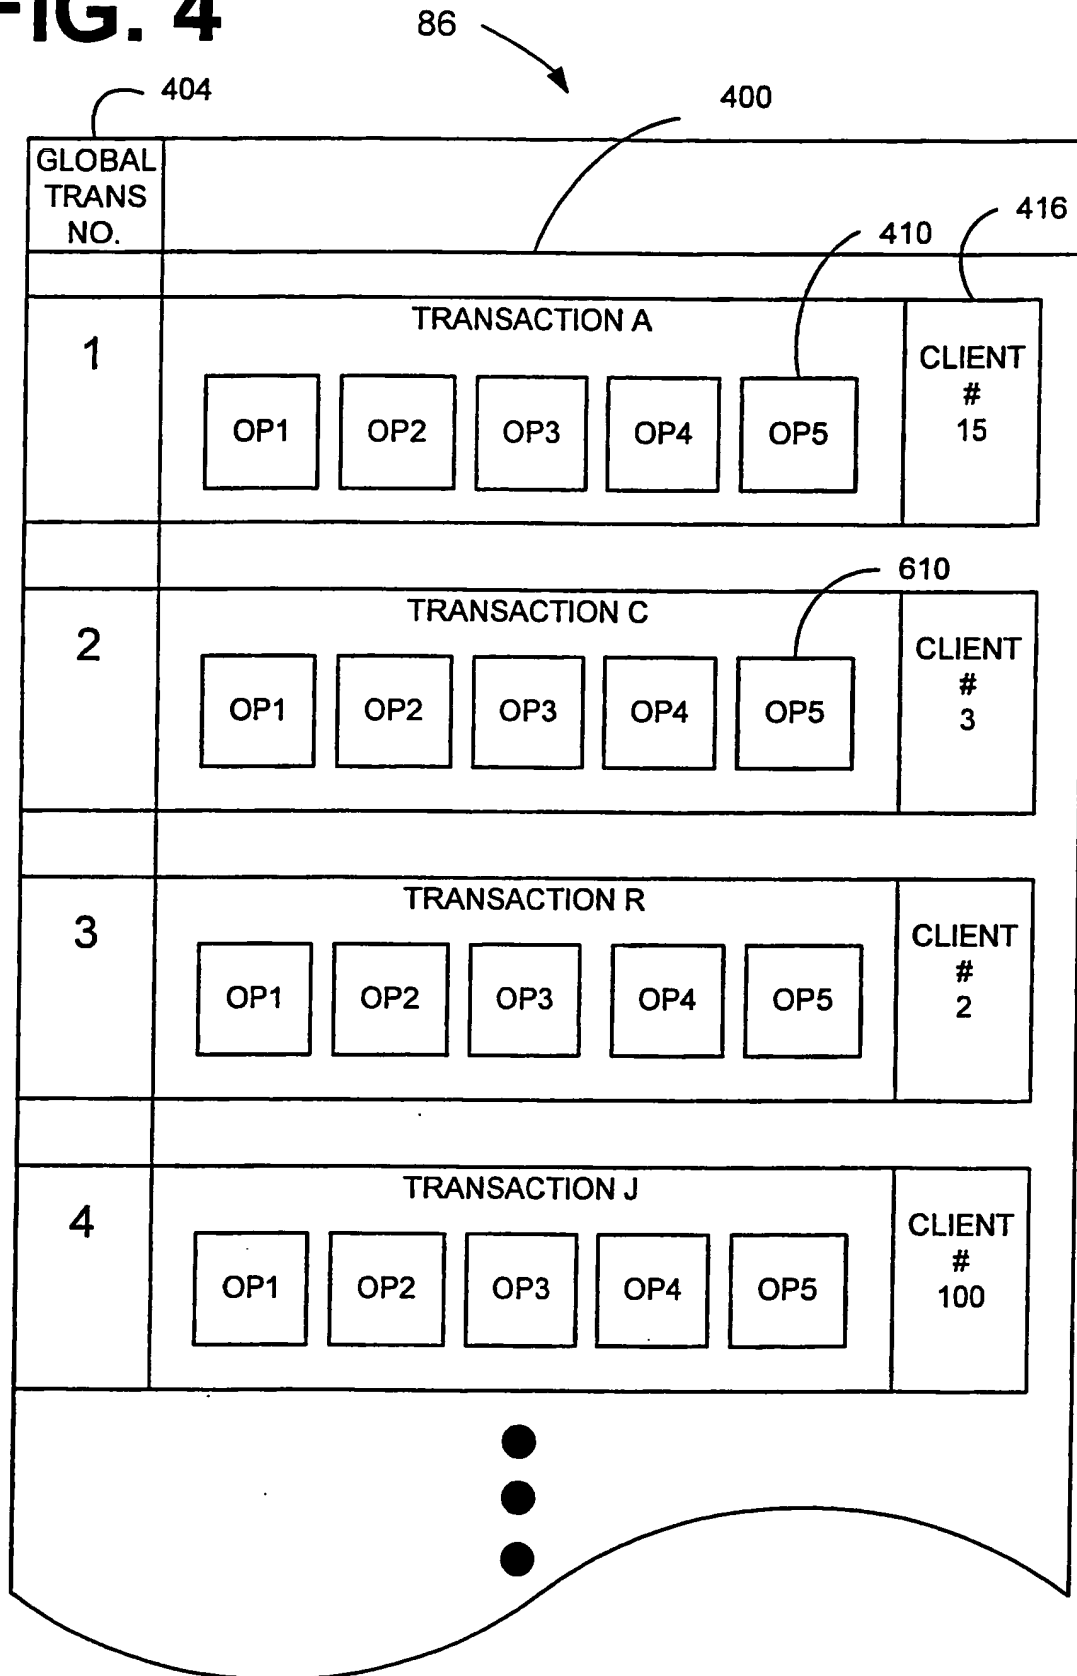 FIG. 4
86
404
400
GLOBAL
TRANS
NO.
416
410
1
TRANSACTION A
OP1 OP2 OP3 OP4 OP5
CLIENT
#
15
610
2
TRANSACTION C
OP1 OP2 OP3 OP4 OP5
CLIENT
#
3
3
TRANSACTION R
OP1 OP2 OP3 OP4 OP5
CLIENT
#
2
4
TRANSACTION J
OP1 OP2 OP3 OP4 OP5
CLIENT
#
100